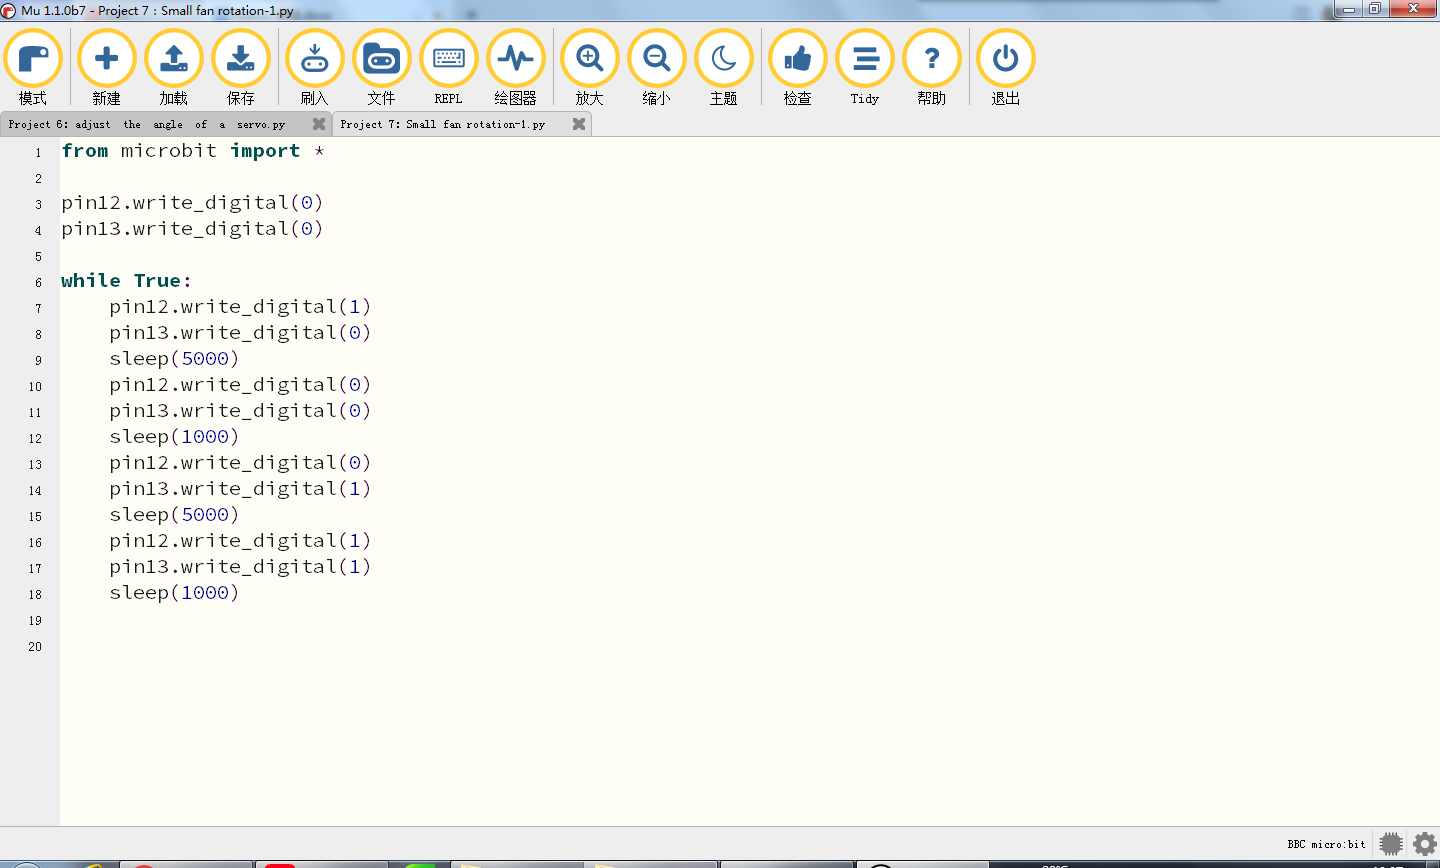 Mu 1.1.0b7 - Project 7 : Small fan rotation-1.py
模式 新建 加载 保存 刷入 文件 REPL 绘图器 放大 缩小 主题 检查 Tidy 帮助 退出
Project 6: adjust the angle of a servo.py Project 7: Small fan rotation-1.py
1 from microbit import *
2
3 pin12.write_digital(0)
4 pin13.write_digital(0)
5
6 while True:
7 pin12.write_digital(1)
8 pin13.write_digital(0)
9 sleep(5000)
10 pin12.write_digital(0)
11 pin13.write_digital(0)
12 sleep(1000)
13 pin12.write_digital(0)
14 pin13.write_digital(1)
15 sleep(5000)
16 pin12.write_digital(1)
17 pin13.write_digital(1)
18 sleep(1000)
19
20
BBC micro:bit